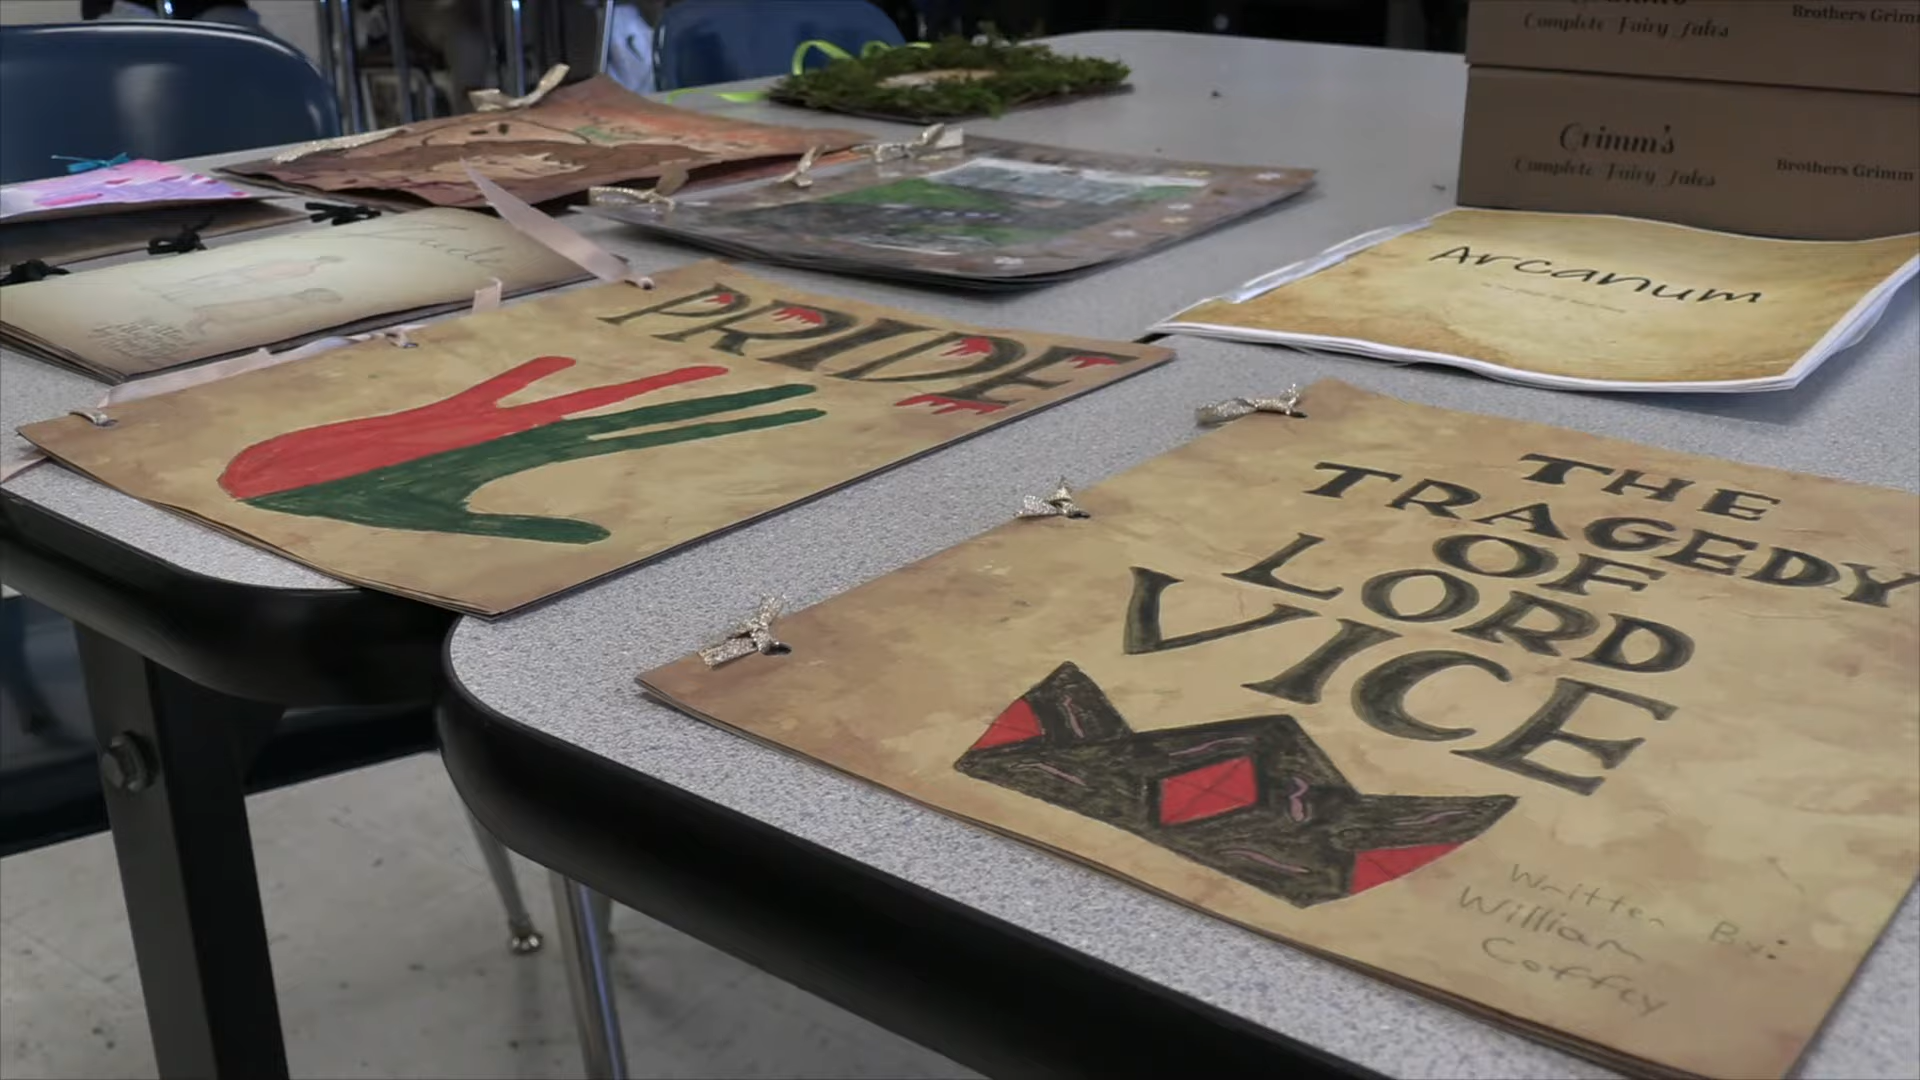 Complete Fairy Tales
Brothers Grimm
Grimm's
Complete Fairy Tales
Brothers Grimm
Arcanum
PRIDE
THE
TRAGEDY
OF
LORD
VICE
Written By:
William
Coffey